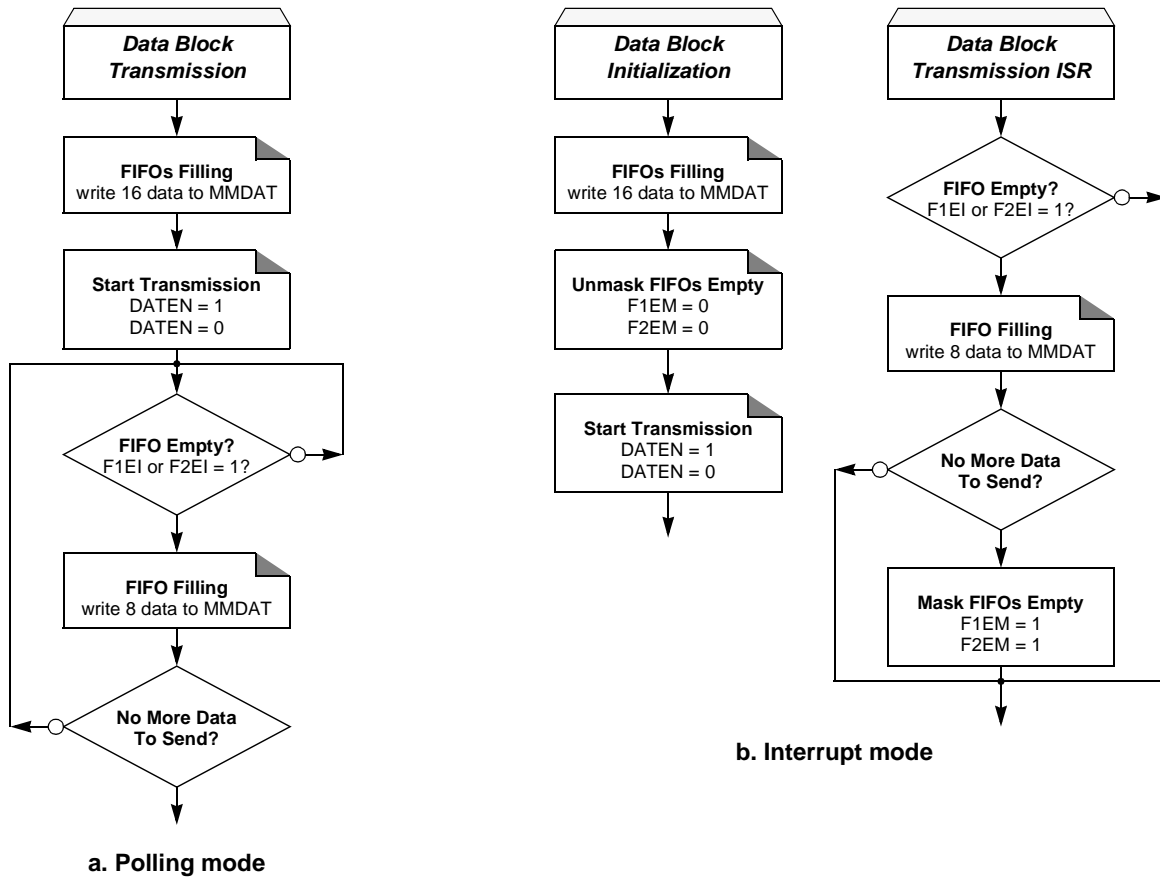 Data Block
Transmission
FIFOs Filling
write 16 data to MMDAT
Start Transmission
DATEN = 1
DATEN = 0
FIFO Empty?
F1EI or F2EI = 1?
FIFO Filling
write 8 data to MMDAT
No More Data
To Send?
a. Polling mode
Data Block
Initialization
FIFOs Filling
write 16 data to MMDAT
Unmask FIFOs Empty
F1EM = 0
F2EM = 0
Start Transmission
DATEN = 1
DATEN = 0
Data Block
Transmission ISR
FIFO Empty?
F1EI or F2EI = 1?
FIFO Filling
write 8 data to MMDAT
No More Data
To Send?
Mask FIFOs Empty
F1EM = 1
F2EM = 1
b. Interrupt mode